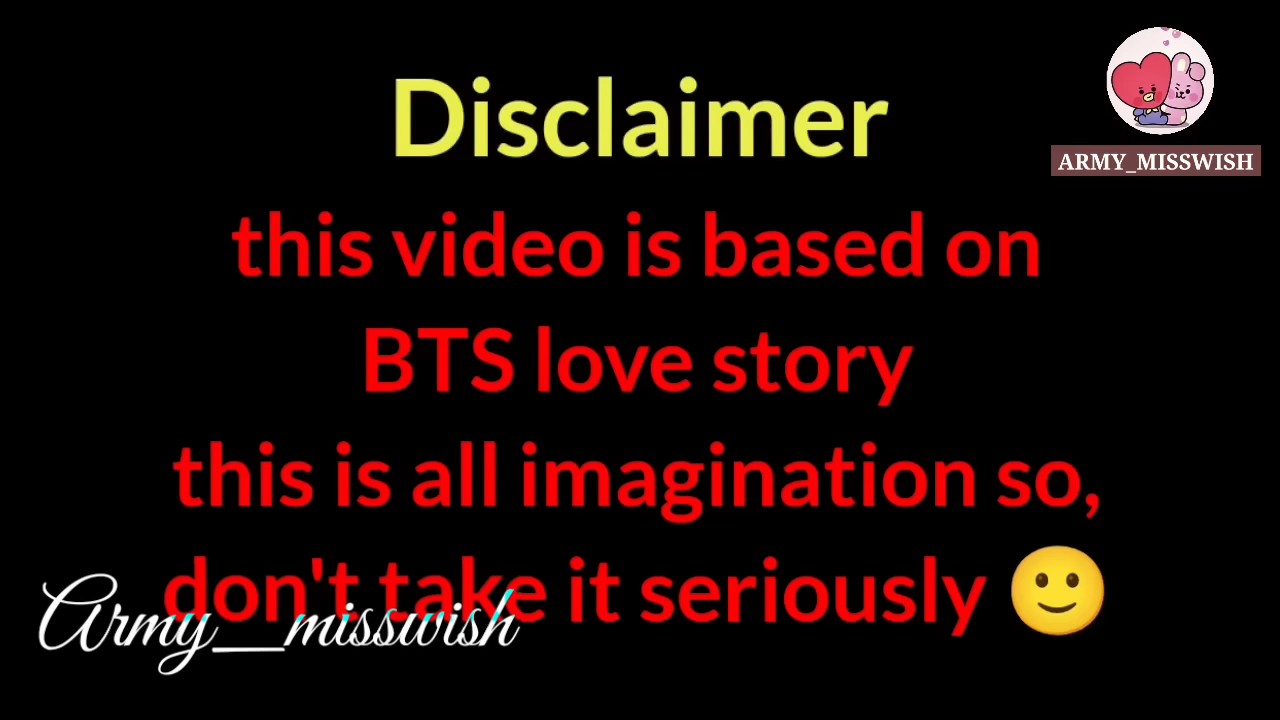 Disclaimer
ARMY_MISSWISH
this video is based on
BTS love story
this is all imagination so,
don't take it seriously 🙂
Army__misswish